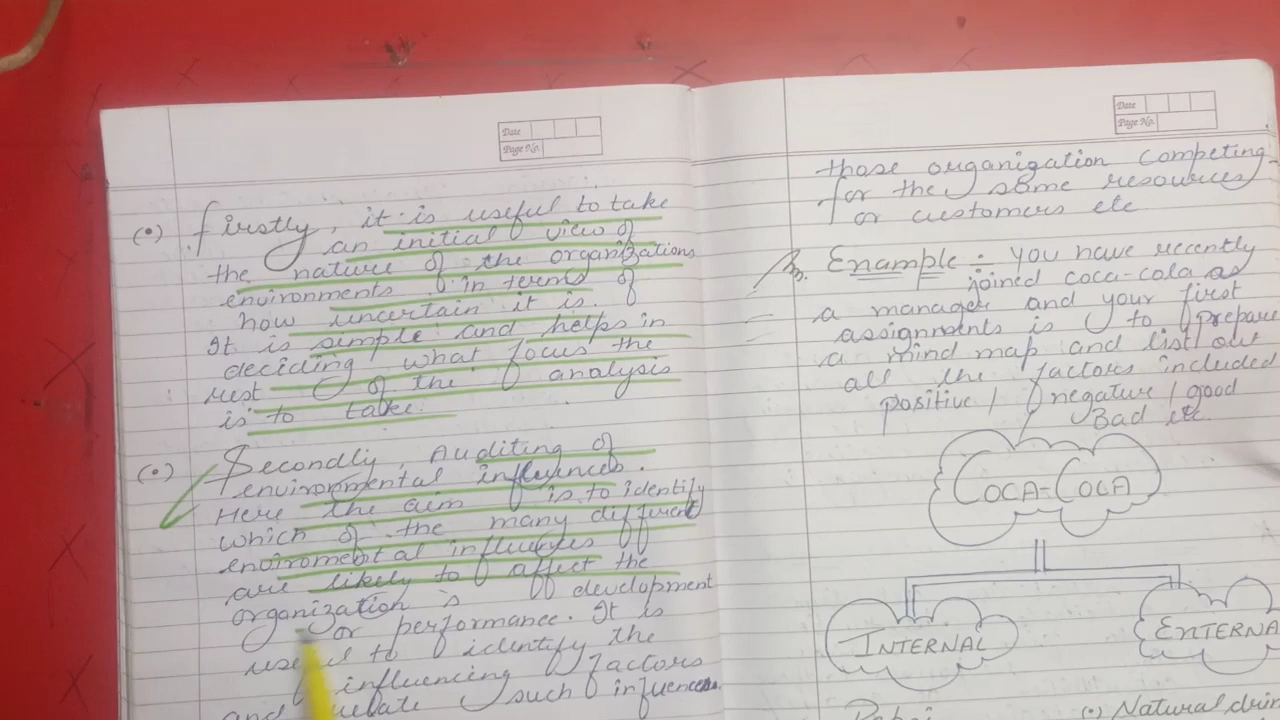 Date
Page No.
(•) firstly, it is useful to take
an initial view of
the nature of the organizations
environments in terms of
how uncertain it is.
It is simple and helps in
deciding what focus the
rest of the analysis
is to take.
(•) Secondly, Auditing of
environmental influences.
Here the aim is to identify
which of the many different
enviromental influences
are likely to affect the
organization's development
or performance. It is
to identify the
influencing factors
such influences.
Date
Page No.
those organization competing
for the some resources
or customers etc
Enample :- you have recently
joined coca-cola as
a manager and your first
assignments is to prepare
a mind map and list out
all the factors included
positive / negative / good
Bad etc.
COCA-COLA
INTERNAL
ENTERNA
(•) Natural